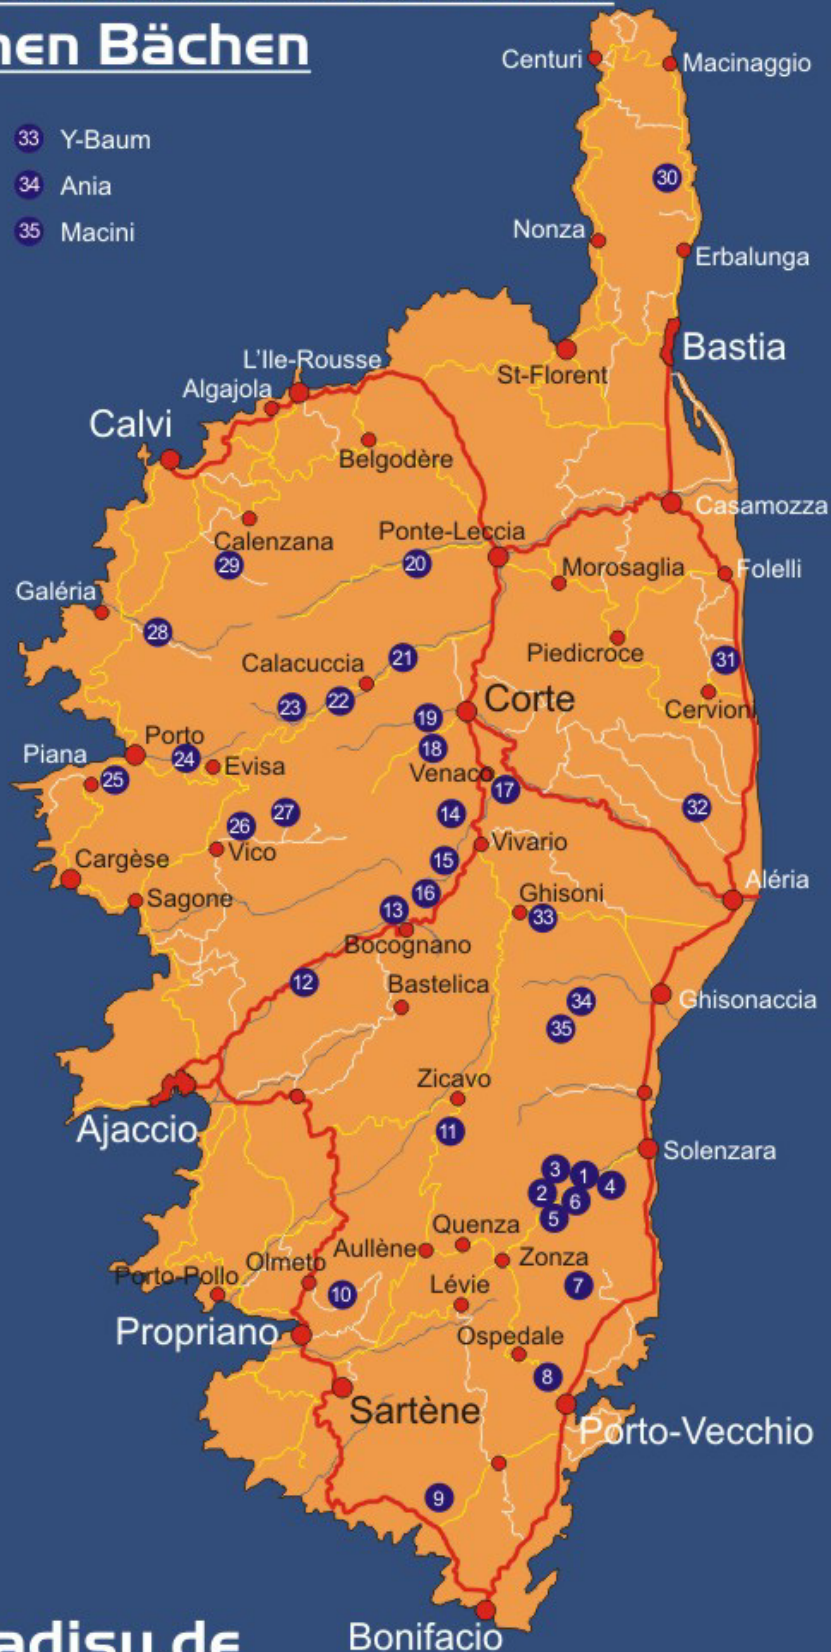 nen Bächen
33 Y-Baum
34 Ania
35 Macini
Centuri
Macinaggio
30
Nonza
Erbalunga
Bastia
St-Florent
L'Ile-Rousse
Algajola
Calvi
Belgodère
Casamozza
Calenzana
29
Ponte-Leccia
20
Morosaglia
Folelli
Galéria
28
Piedicroce
31
Calacuccia
21
Cervioni
23
22
Corte
19
18
Porto
24
Evisa
Piana
25
Venaco
17
32
27
26
14
Vico
Vivario
15
Cargèse
Aléria
16
Sagone
Ghisoni
33
13
Bocognano
12
Bastelica
34
Ghisonaccia
35
Zicavo
Ajaccio
11
Solenzara
3
1
4
2
6
5
Quenza
Aullène
Zonza
Olmeto
Porto-Pollo
7
10
Lévie
Propriano
Ospedale
8
Sartène
Porto-Vecchio
9
Bonifacio
adisu de